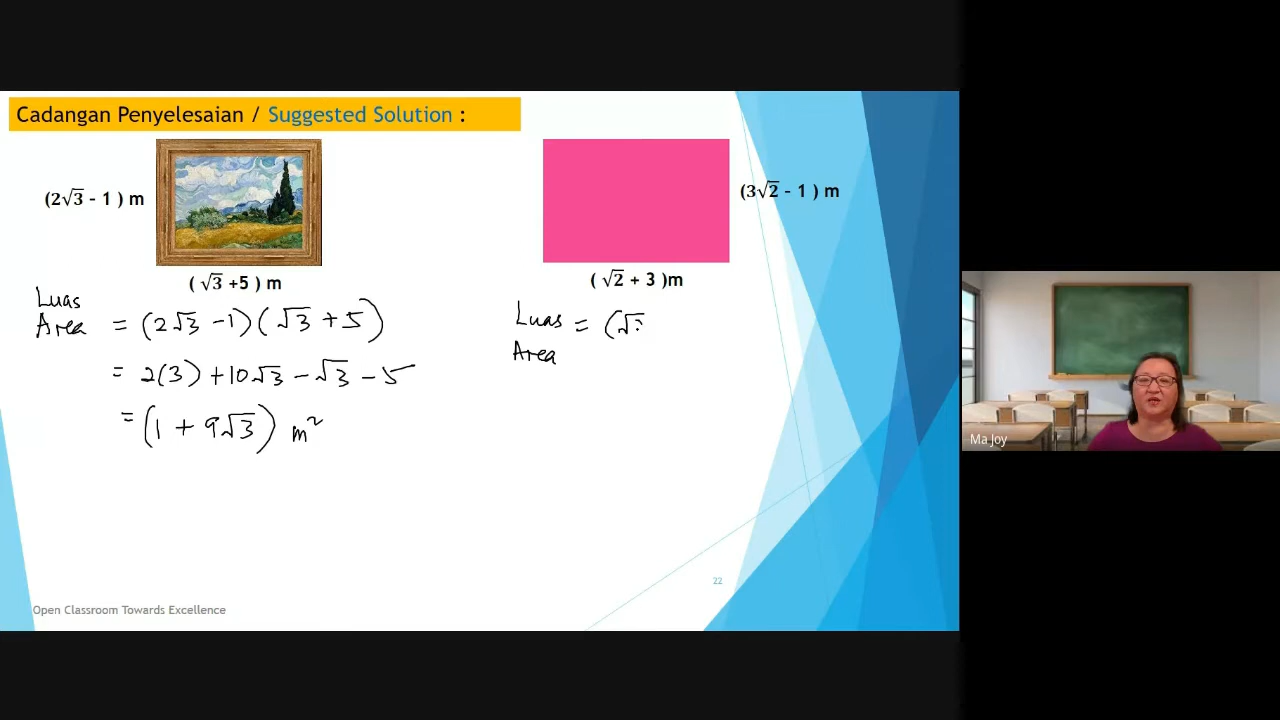 Cadangan Penyelesaian / Suggested Solution :
(2√3 - 1 ) m
( √3 +5 ) m
Luas
Area = (2√3 -1)(√3 +5)
= 2(3) +10√3 -√3 -5
= (1 + 9√3) m²
(3√2 - 1 ) m
( √2 + 3 )m
Luas = (√
Area
22
Open Classroom Towards Excellence
Ma Joy